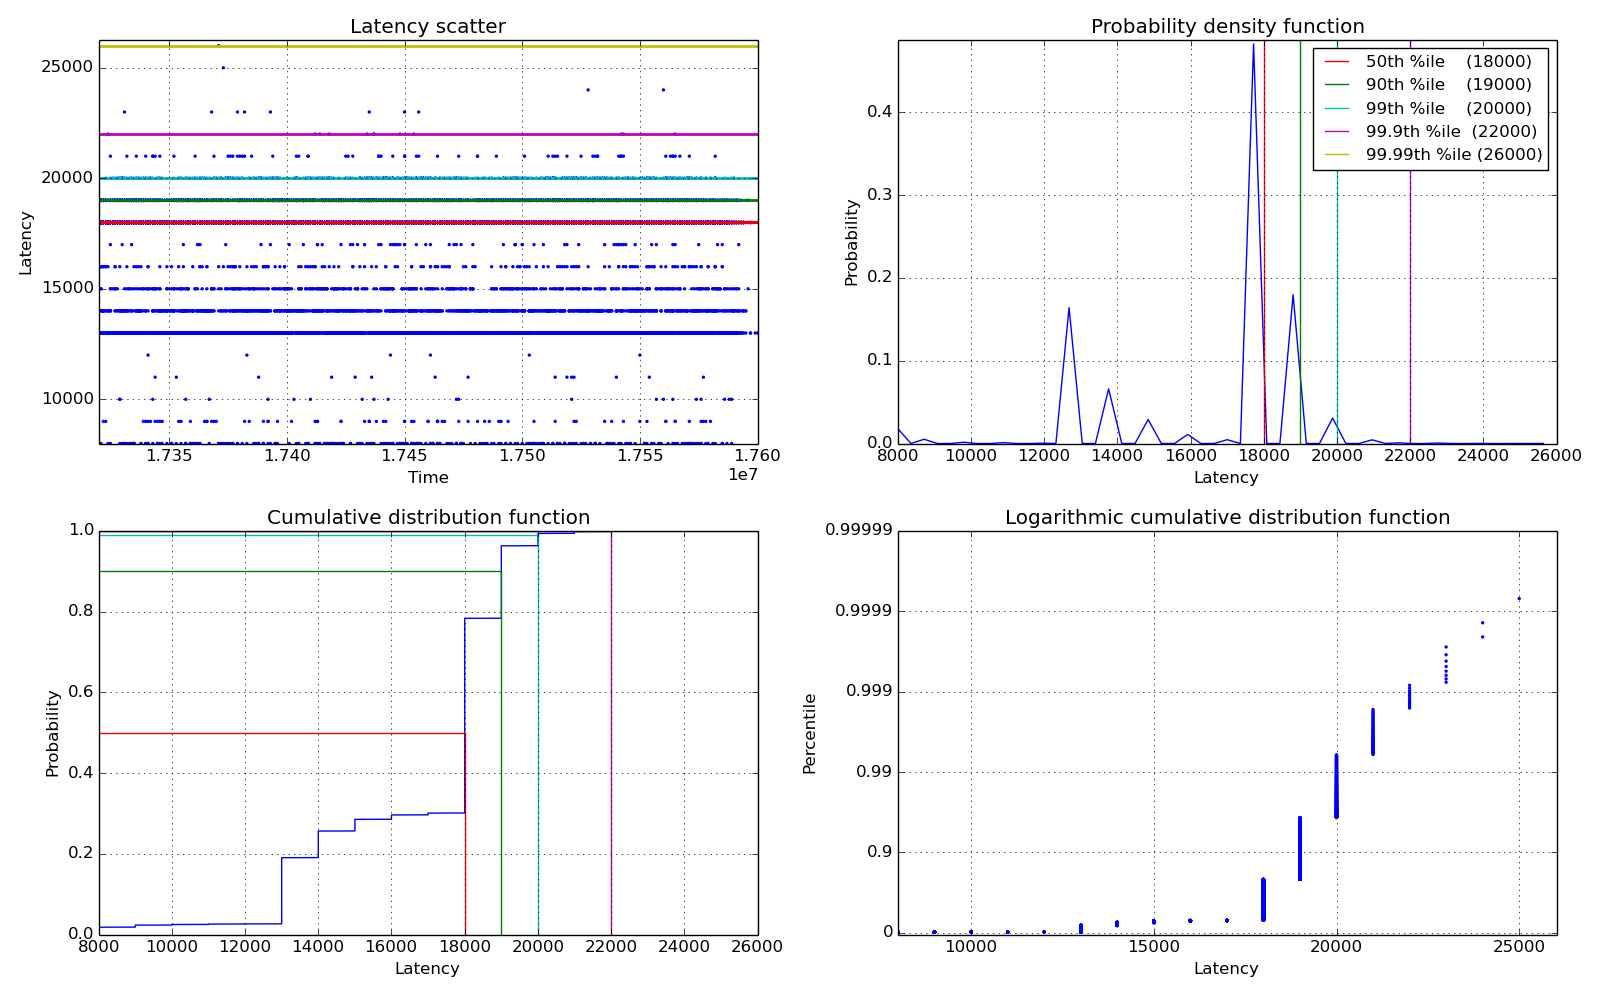 Latency scatter
25000
20000
15000
10000
Latency
1.735
1.740
1.745
1.750
1.755
1.760
1e7
Time
Probability density function
50th %ile (18000)
90th %ile (19000)
99th %ile (20000)
99.9th %ile (22000)
99.99th %ile (26000)
0.4
0.3
0.2
0.1
0.0
Probability
8000
10000
12000
14000
16000
18000
20000
22000
24000
26000
Latency
Cumulative distribution function
1.0
0.8
0.6
0.4
0.2
0.0
Probability
8000
10000
12000
14000
16000
18000
20000
22000
24000
26000
Latency
Logarithmic cumulative distribution function
0.99999
0.9999
0.999
0.99
0.9
0
Percentile
10000
15000
20000
25000
Latency